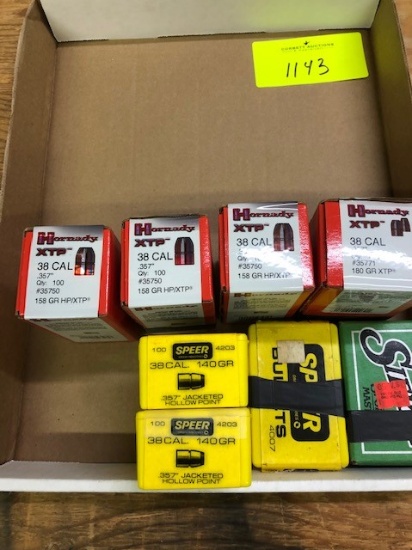 1143
Hornady
XTP
38 CAL
.357"
Qty. 100
#35750
158 GR HP/XTP®
Hornady
XTP
38 CAL
.357"
Qty. 100
#35750
158 GR HP/XTP®
Hornady
XTP
38 CAL
.357"
Qty. 100
#35750
158 GR HP/XTP®
Hornady
XTP
38 CAL
.357"
#35771
180 GR XTP
100 SPEER 4203
38 CAL 140 GR
.357" JACKETED
HOLLOW POINT
100 SPEER 4203
38 CAL 140 GR
.357" JACKETED
HOLLOW POINT
4007